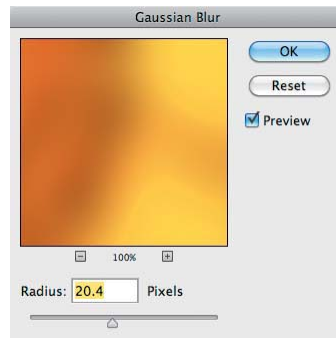 Gaussian Blur
OK
Reset
Preview
100%
Radius: 20.4 Pixels